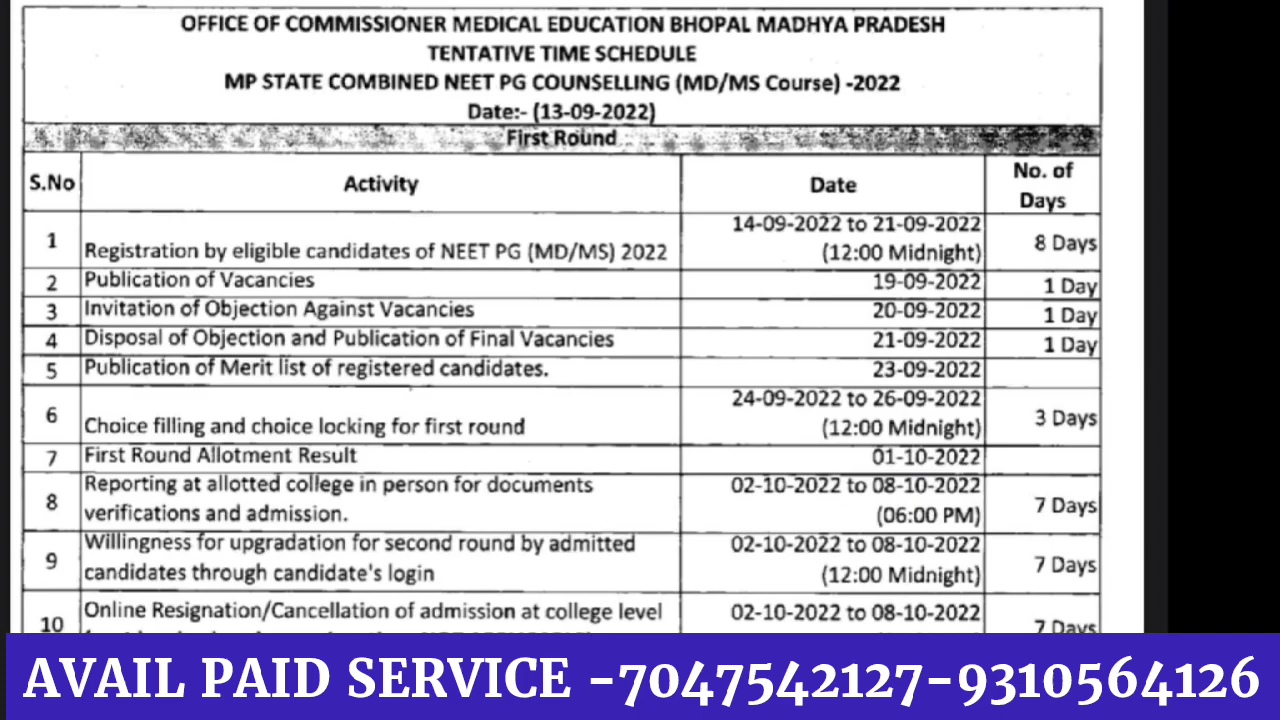 OFFICE OF COMMISSIONER MEDICAL EDUCATION BHOPAL MADHYA PRADESH
TENTATIVE TIME SCHEDULE
MP STATE COMBINED NEET PG COUNSELLING (MD/MS Course) -2022
Date:- (13-09-2022)
First Round
S.No Activity Date No. of Days
1 Registration by eligible candidates of NEET PG (MD/MS) 2022 14-09-2022 to 21-09-2022 (12:00 Midnight) 8 Days
2 Publication of Vacancies 19-09-2022 1 Day
3 Invitation of Objection Against Vacancies 20-09-2022 1 Day
4 Disposal of Objection and Publication of Final Vacancies 21-09-2022 1 Day
5 Publication of Merit list of registered candidates. 23-09-2022
6 Choice filling and choice locking for first round 24-09-2022 to 26-09-2022 (12:00 Midnight) 3 Days
7 First Round Allotment Result 01-10-2022
8 Reporting at allotted college in person for documents verifications and admission. 02-10-2022 to 08-10-2022 (06:00 PM) 7 Days
9 Willingness for upgradation for second round by admitted candidates through candidate's login 02-10-2022 to 08-10-2022 (12:00 Midnight) 7 Days
10 Online Resignation/Cancellation of admission at college level 02-10-2022 to 08-10-2022 7 Days
AVAIL PAID SERVICE -7047542127-9310564126